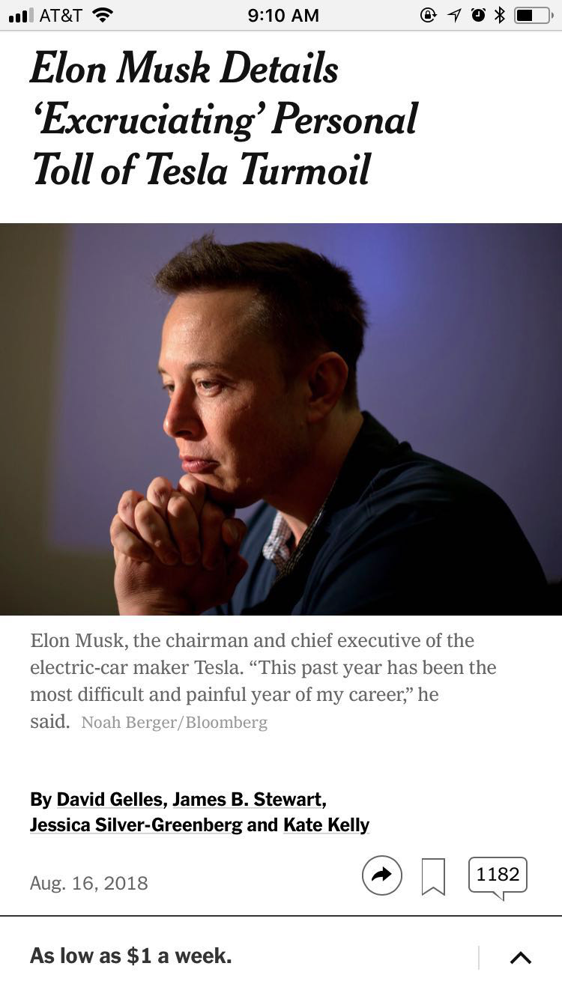 AT&T 9:10 AM
Elon Musk Details
‘Excruciating’ Personal
Toll of Tesla Turmoil
Elon Musk, the chairman and chief executive of the
electric-car maker Tesla. “This past year has been the
most difficult and painful year of my career,” he
said. Noah Berger/Bloomberg
By David Gelles, James B. Stewart,
Jessica Silver-Greenberg and Kate Kelly
Aug. 16, 2018 1182
As low as $1 a week.